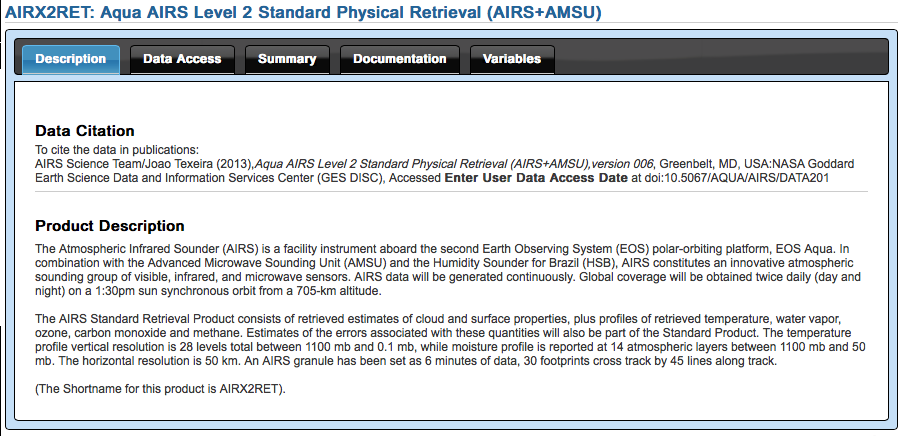 AIRX2RET: Aqua AIRS Level 2 Standard Physical Retrieval (AIRS+AMSU)
Description Data Access Summary Documentation Variables
Data Citation
To cite the data in publications:
AIRS Science Team/Joao Texeira (2013),Aqua AIRS Level 2 Standard Physical Retrieval (AIRS+AMSU),version 006, Greenbelt, MD, USA:NASA Goddard
Earth Science Data and Information Services Center (GES DISC), Accessed Enter User Data Access Date at doi:10.5067/AQUA/AIRS/DATA201
Product Description
The Atmospheric Infrared Sounder (AIRS) is a facility instrument aboard the second Earth Observing System (EOS) polar-orbiting platform, EOS Aqua. In
combination with the Advanced Microwave Sounding Unit (AMSU) and the Humidity Sounder for Brazil (HSB), AIRS constitutes an innovative atmospheric
sounding group of visible, infrared, and microwave sensors. AIRS data will be generated continuously. Global coverage will be obtained twice daily (day and
night) on a 1:30pm sun synchronous orbit from a 705-km altitude.
The AIRS Standard Retrieval Product consists of retrieved estimates of cloud and surface properties, plus profiles of retrieved temperature, water vapor,
ozone, carbon monoxide and methane. Estimates of the errors associated with these quantities will also be part of the Standard Product. The temperature
profile vertical resolution is 28 levels total between 1100 mb and 0.1 mb, while moisture profile is reported at 14 atmospheric layers between 1100 mb and 50
mb. The horizontal resolution is 50 km. An AIRS granule has been set as 6 minutes of data, 30 footprints cross track by 45 lines along track.
(The Shortname for this product is AIRX2RET).